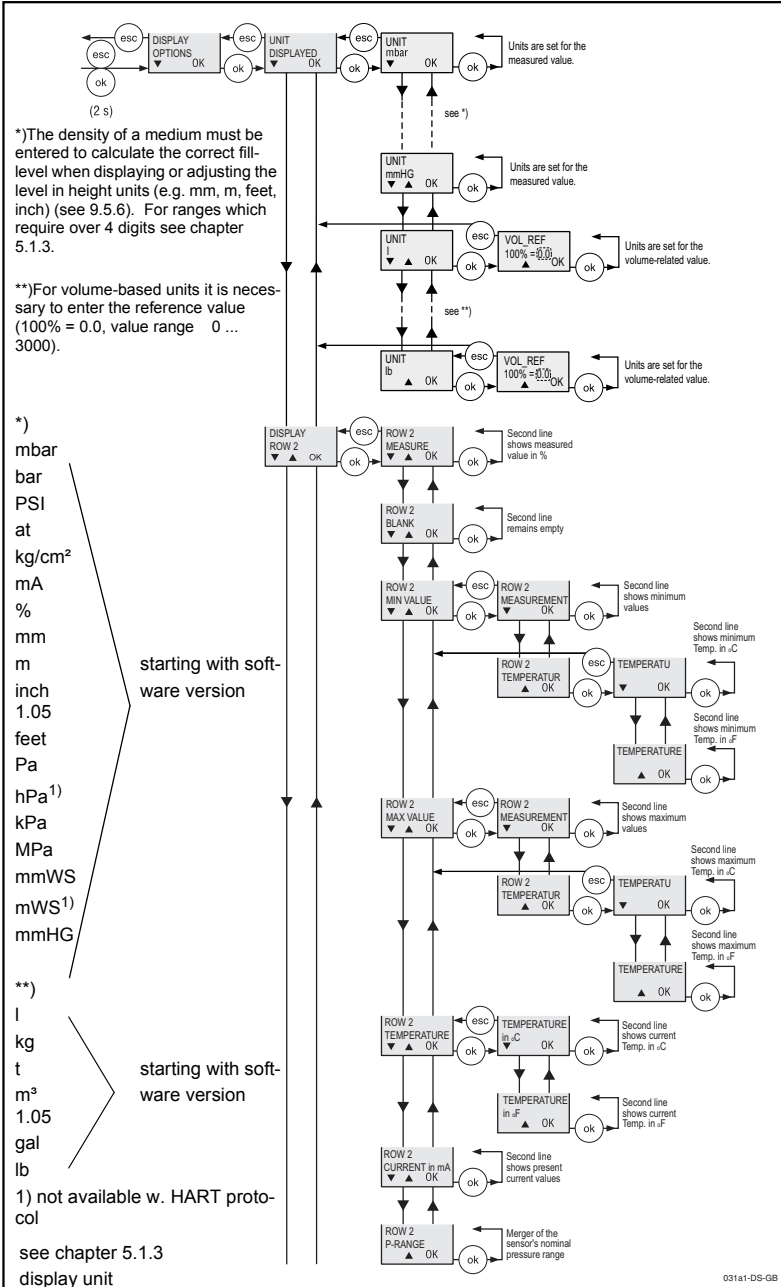 esc
esc
ok
(2 s)
DISPLAY
OPTIONS
▼ OK
esc
ok
UNIT
DISPLAYED
▼ OK
esc
ok
UNIT
mbar
▼ OK
ok
Units are set for the
measured value.
see *)
UNIT
mmHG
▼ ▲ OK
ok
Units are set for the
measured value.
esc
UNIT
l
▼ ▲ OK
ok
VOL_REF
100% =0.0
▲ OK
ok
Units are set for the
volume-related value.
see **)
esc
UNIT
lb
▲ OK
ok
VOL_REF
100% =0.0
▲ OK
ok
Units are set for the
volume-related value.
*)The density of a medium must be
entered to calculate the correct fill-
level when displaying or adjusting the
level in height units (e.g. mm, m, feet,
inch) (see 9.5.6). For ranges which
require over 4 digits see chapter
5.1.3.
**)For volume-based units it is neces-
sary to enter the reference value
(100% = 0.0, value range 0 ...
3000).
*)
mbar
bar
PSI
at
kg/cm²
mA
%
mm
m
inch
1.05
feet
Pa
hPa1)
kPa
MPa
mmWS
mWS1)
mmHG
starting with soft-
ware version
**)
l
kg
t
m³
1.05
gal
lb
starting with soft-
ware version
1) not available w. HART proto-
col
see chapter 5.1.3
display unit
DISPLAY
ROW 2
▼ ▲ OK
esc
ok
ROW 2
MEASURE
▼ ▲ OK
ok
Second line
shows measured
value in %
ROW 2
BLANK
▼ ▲ OK
ok
Second line
remains empty
ROW 2
MIN VALUE
▼ ▲ OK
esc
ok
ROW 2
MEASUREMENT
▼ OK
ok
Second line
shows minimum
values
ROW 2
TEMPERATUR
▲ OK
esc
ok
TEMPERATU
▼ OK
ok
Second line
shows minimum
Temp. in °C
TEMPERATURE
▲ OK
ok
Second line
shows minimum
Temp. in °F
ROW 2
MAX VALUE
▼ ▲ OK
esc
ok
ROW 2
MEASUREMENT
▼ OK
ok
Second line
shows maximum
values
ROW 2
TEMPERATUR
▲ OK
esc
ok
TEMPERATU
▼ OK
ok
Second line
shows maximum
Temp. in °C
TEMPERATURE
▲ OK
ok
Second line
shows maximum
Temp. in °F
ROW 2
TEMPERATURE
▼ ▲ OK
esc
ok
TEMPERATURE
in °C
▼ OK
ok
Second line
shows current
Temp. in °C
TEMPERATURE
in °F
▲ OK
ok
Second line
shows current
Temp. in °F
ROW 2
CURRENT in mA
▼ ▲ OK
ok
Second line
shows present
current values
ROW 2
P-RANGE
▲ OK
ok
Merger of the
sensor's nominal
pressure range
031a1-DS-GB